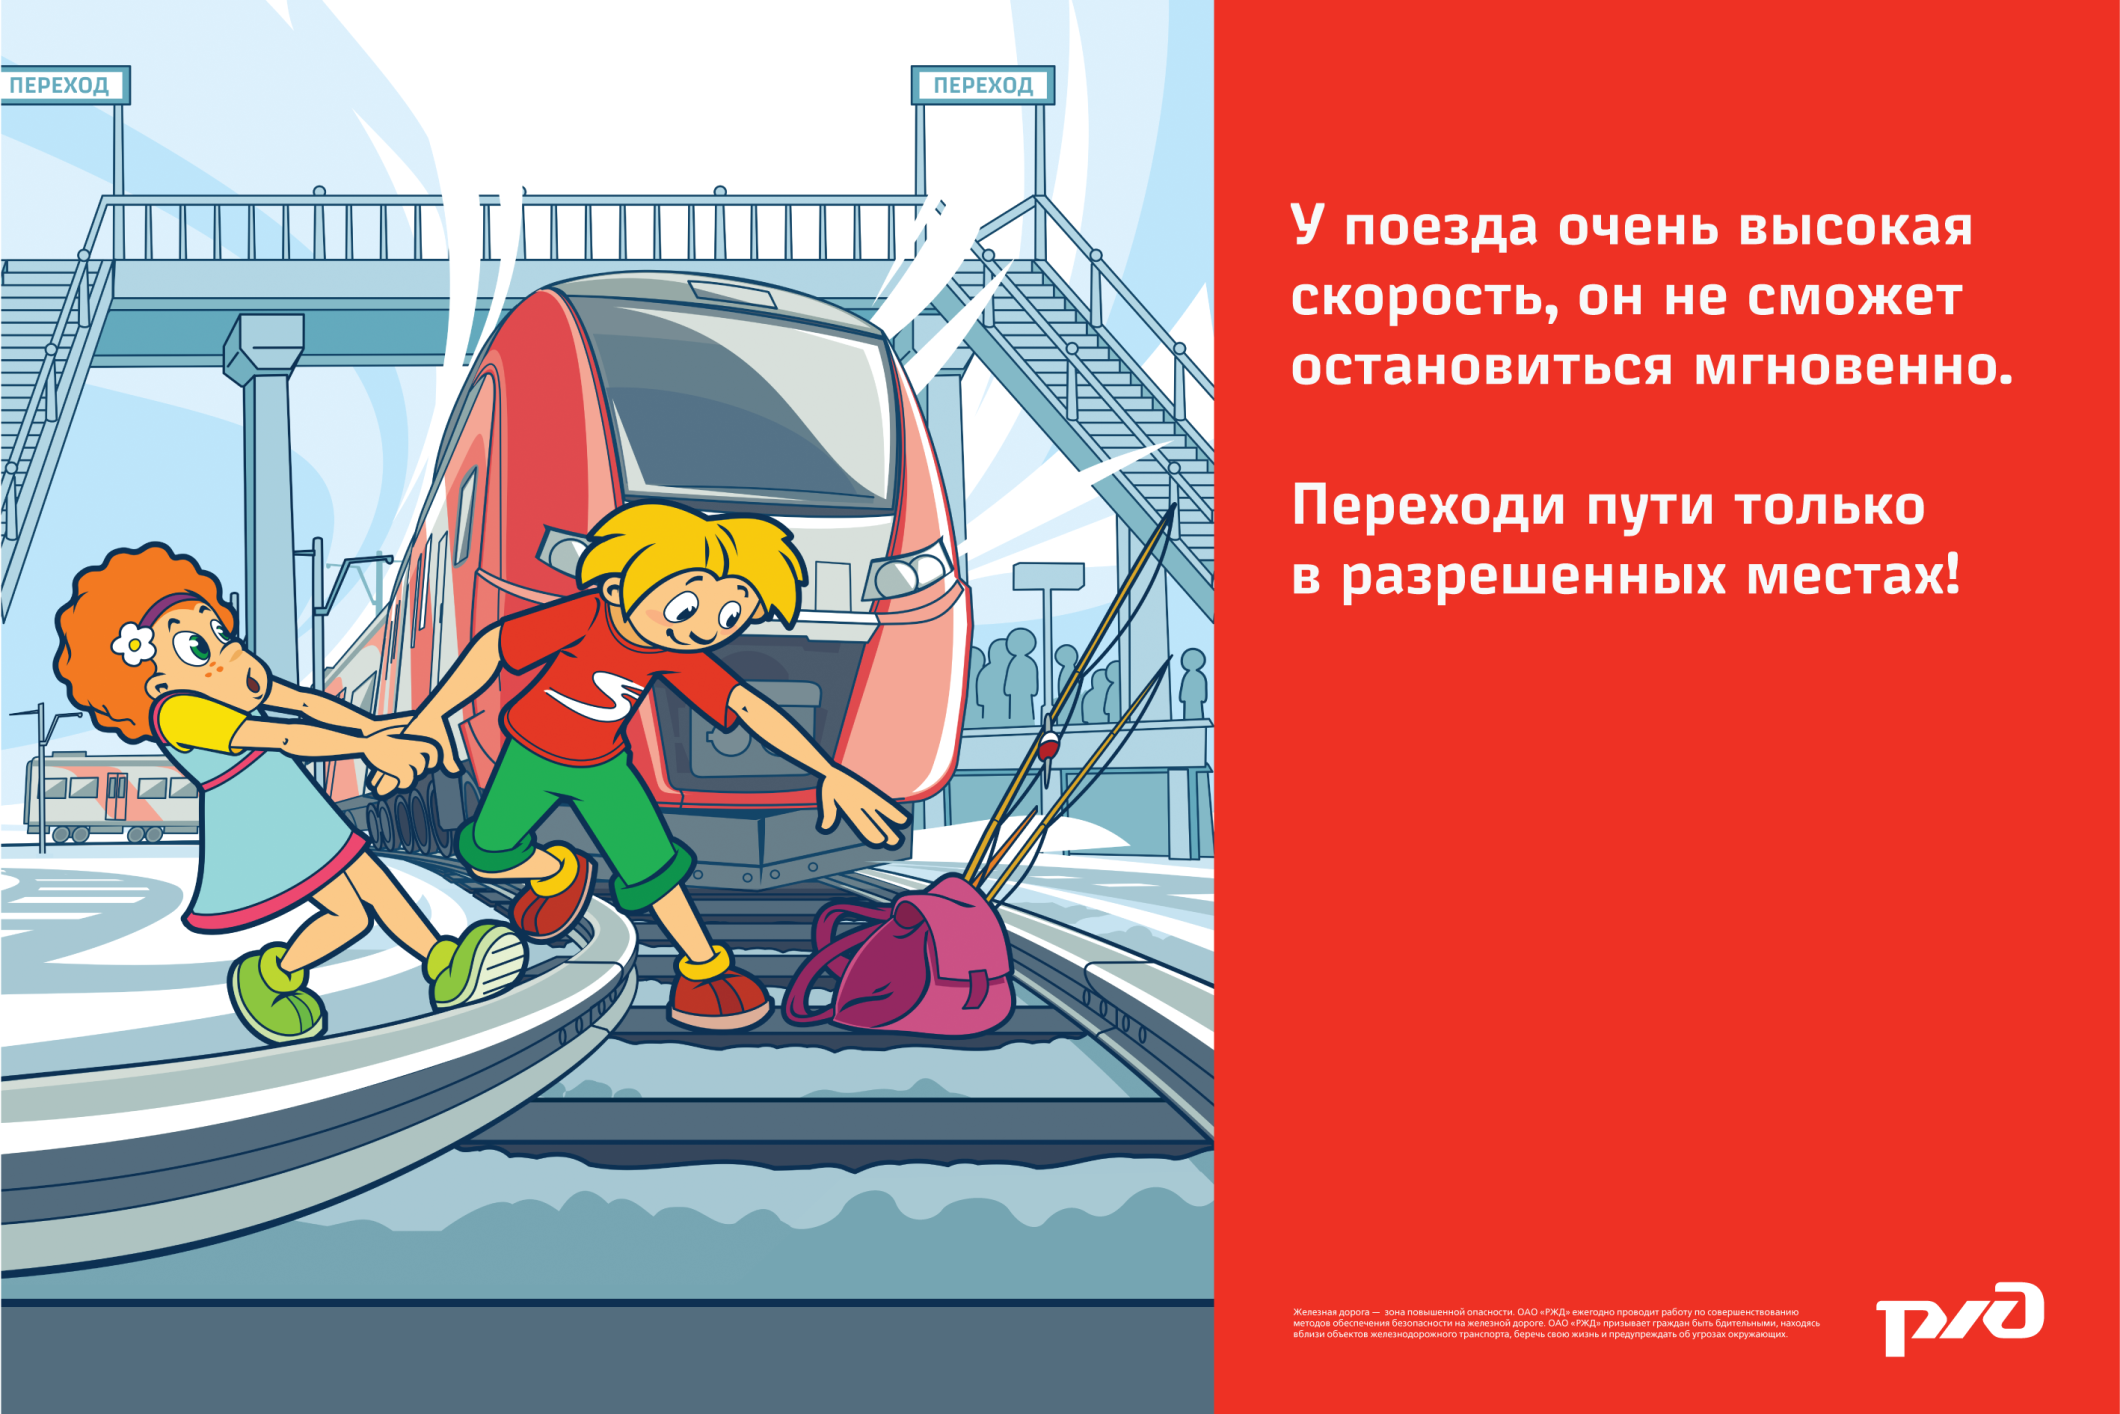 ПЕРЕХОД
ПЕРЕХОД
У поезда очень высокая
скорость, он не сможет
остановиться мгновенно.
Переходи пути только
в разрешенных местах!
Железная дорога — зона повышенной опасности. ОАО «РЖД» ежегодно проводит работу по совершенствованию
методов обеспечения безопасности на железной дороге. ОАО «РЖД» призывает граждан быть бдительными, находясь
вблизи объектов железнодорожного транспорта, беречь свою жизнь и предупреждать об угрозах окружающих.
РЖД